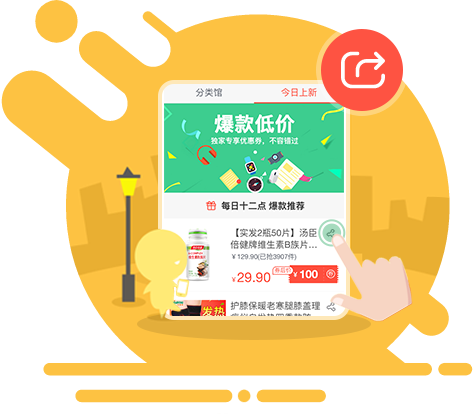 分类馆 今日上新
爆款低价
独家专享优惠券，不容错过
每日十二点 爆款推荐
【实发2瓶50片】汤臣
倍健牌维生素B族片...
￥129.90(已抢3907件)
￥29.90
￥100 券
护膝保暖老寒腿膝盖理
发热